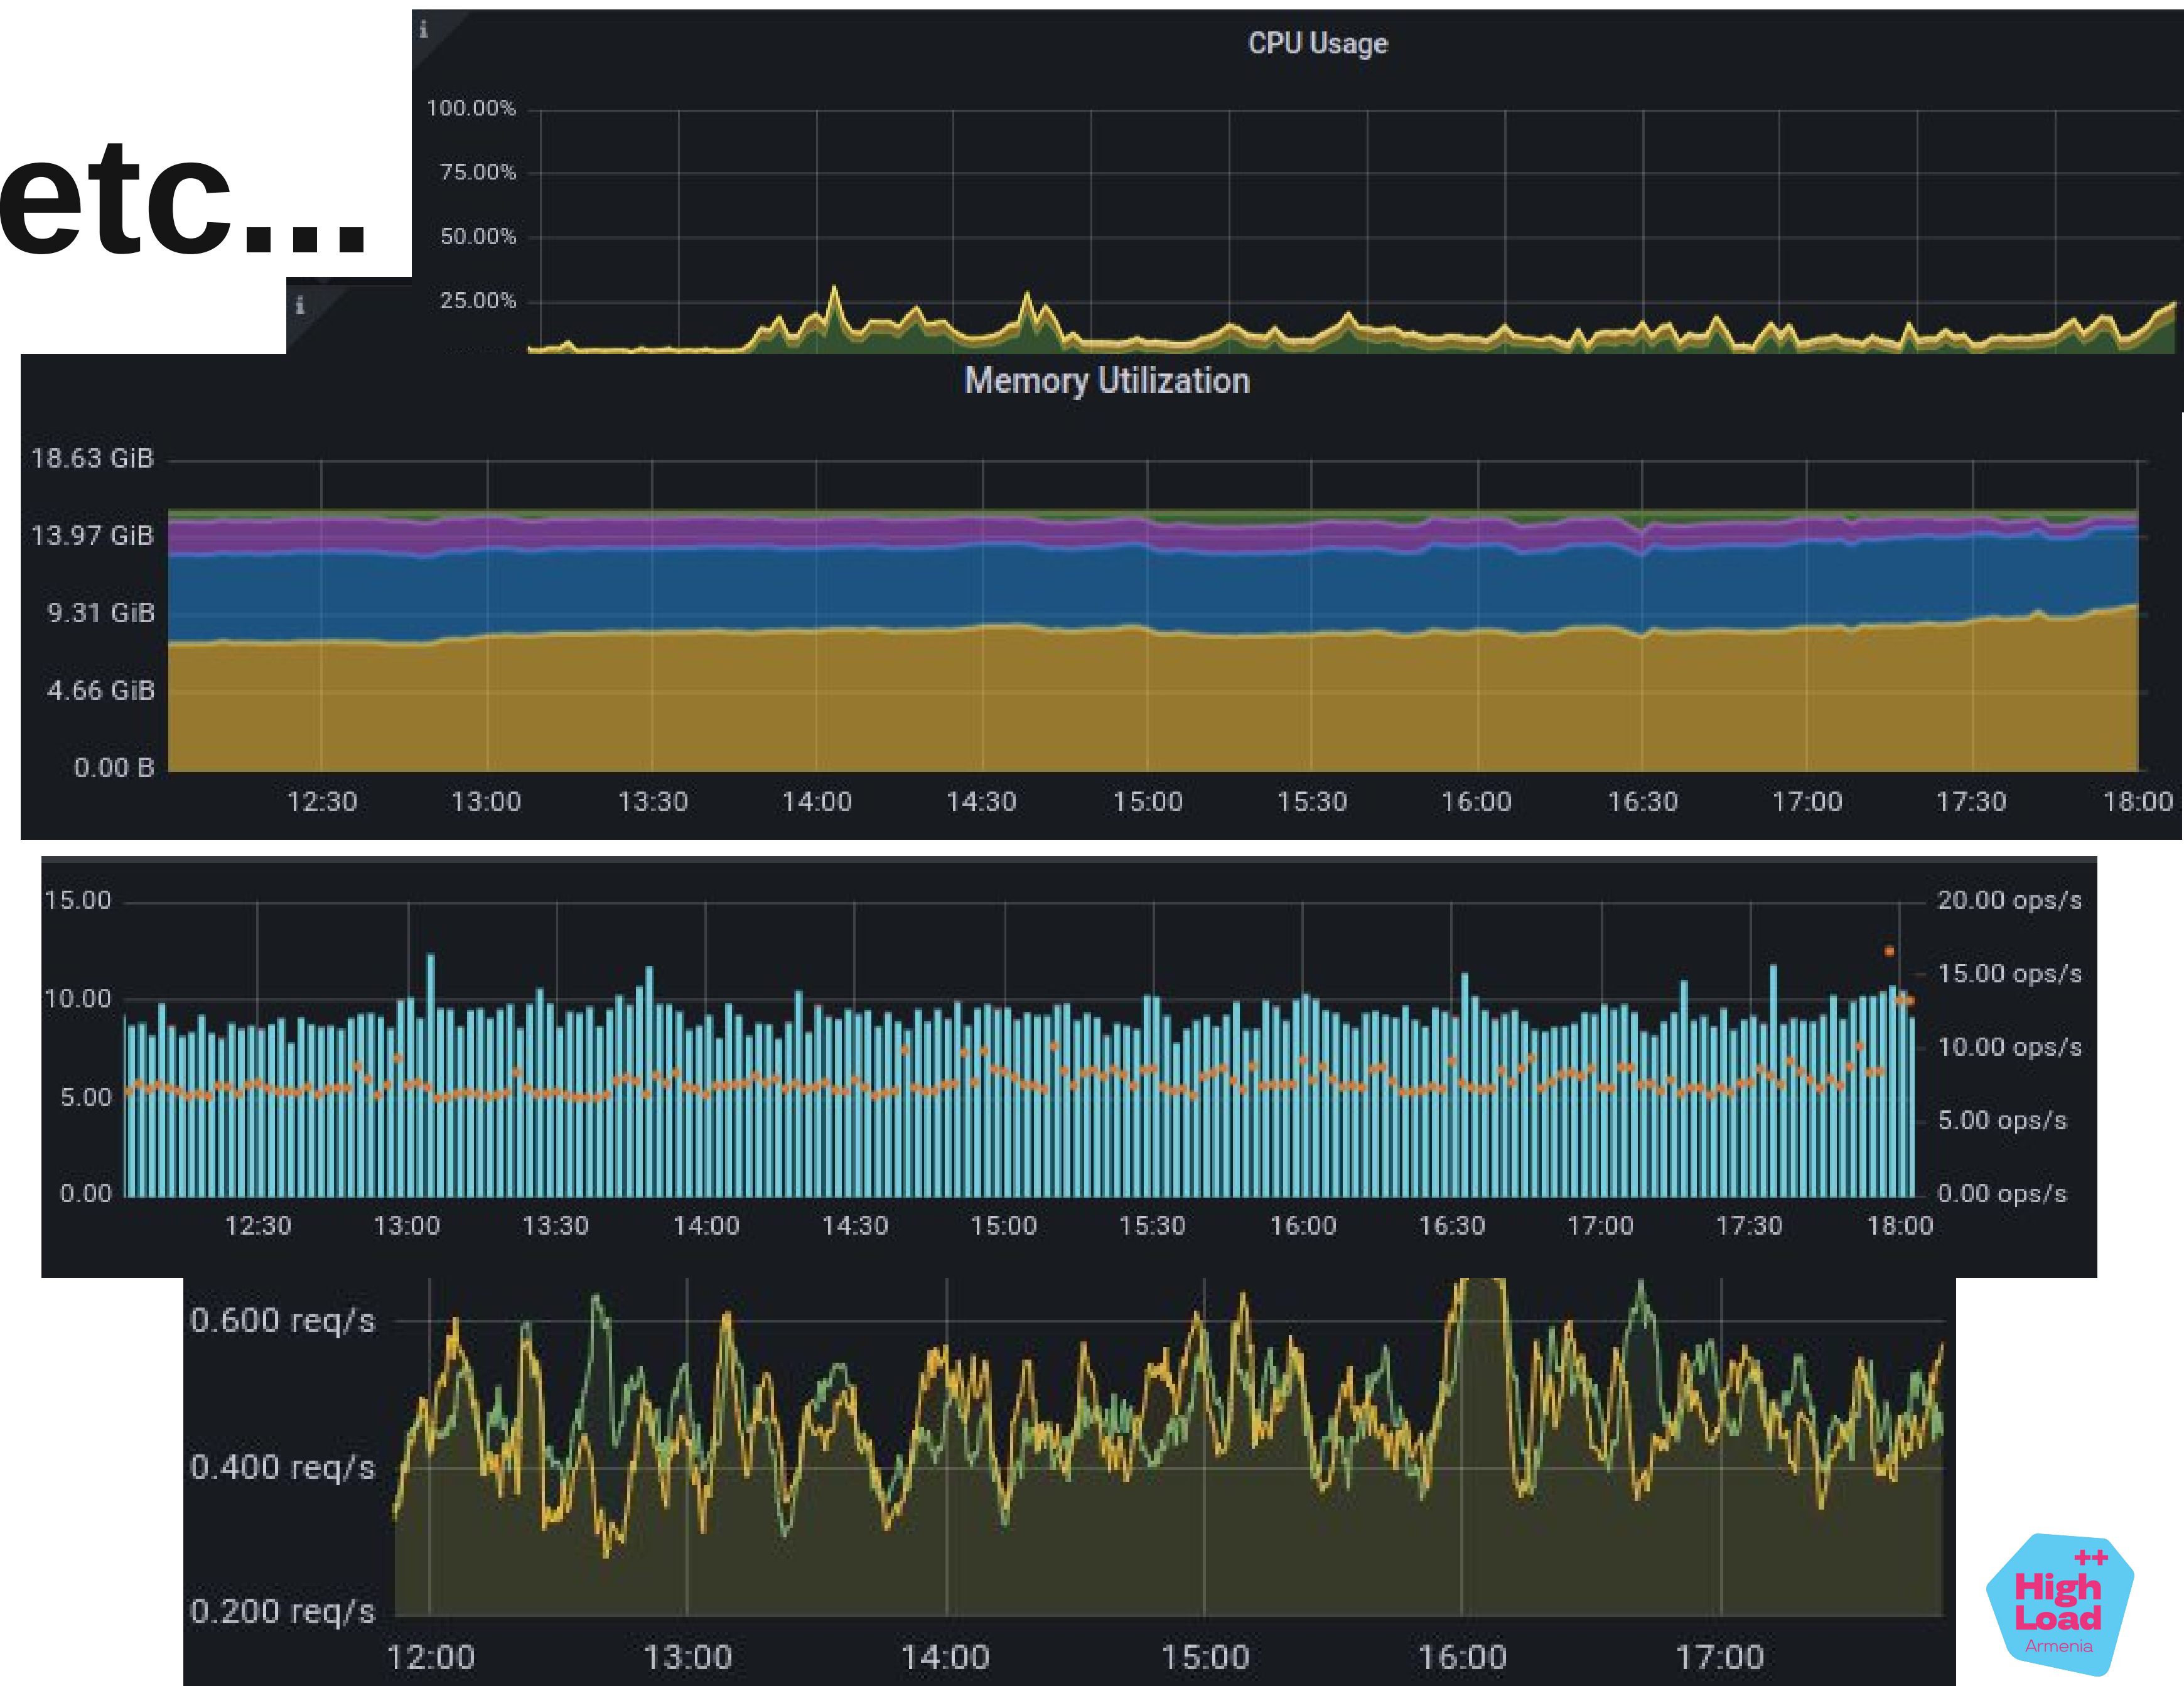 etc...
i
CPU Usage
100.00%
75.00%
50.00%
25.00%
i
Memory Utilization
18.63 GiB
13.97 GiB
9.31 GiB
4.66 GiB
0.00 B
12:30 13:00 13:30 14:00 14:30 15:00 15:30 16:00 16:30 17:00 17:30 18:00
15.00 20.00 ops/s
15.00 ops/s
10.00
10.00 ops/s
5.00
5.00 ops/s
0.00 0.00 ops/s
12:30 13:00 13:30 14:00 14:30 15:00 15:30 16:00 16:30 17:00 17:30 18:00
0.600 req/s
0.400 req/s
0.200 req/s
12:00 13:00 14:00 15:00 16:00 17:00
++
High
Load
Armenia